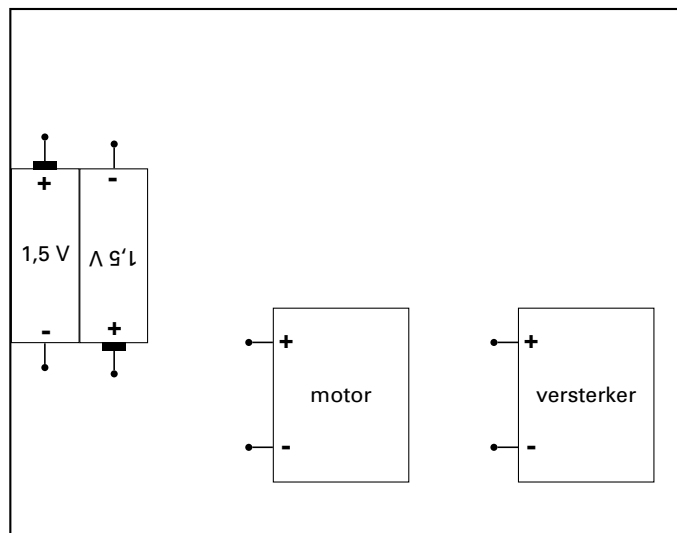 + -
1,5 V 1,5 V
- +
+ +
motor versterker
- -